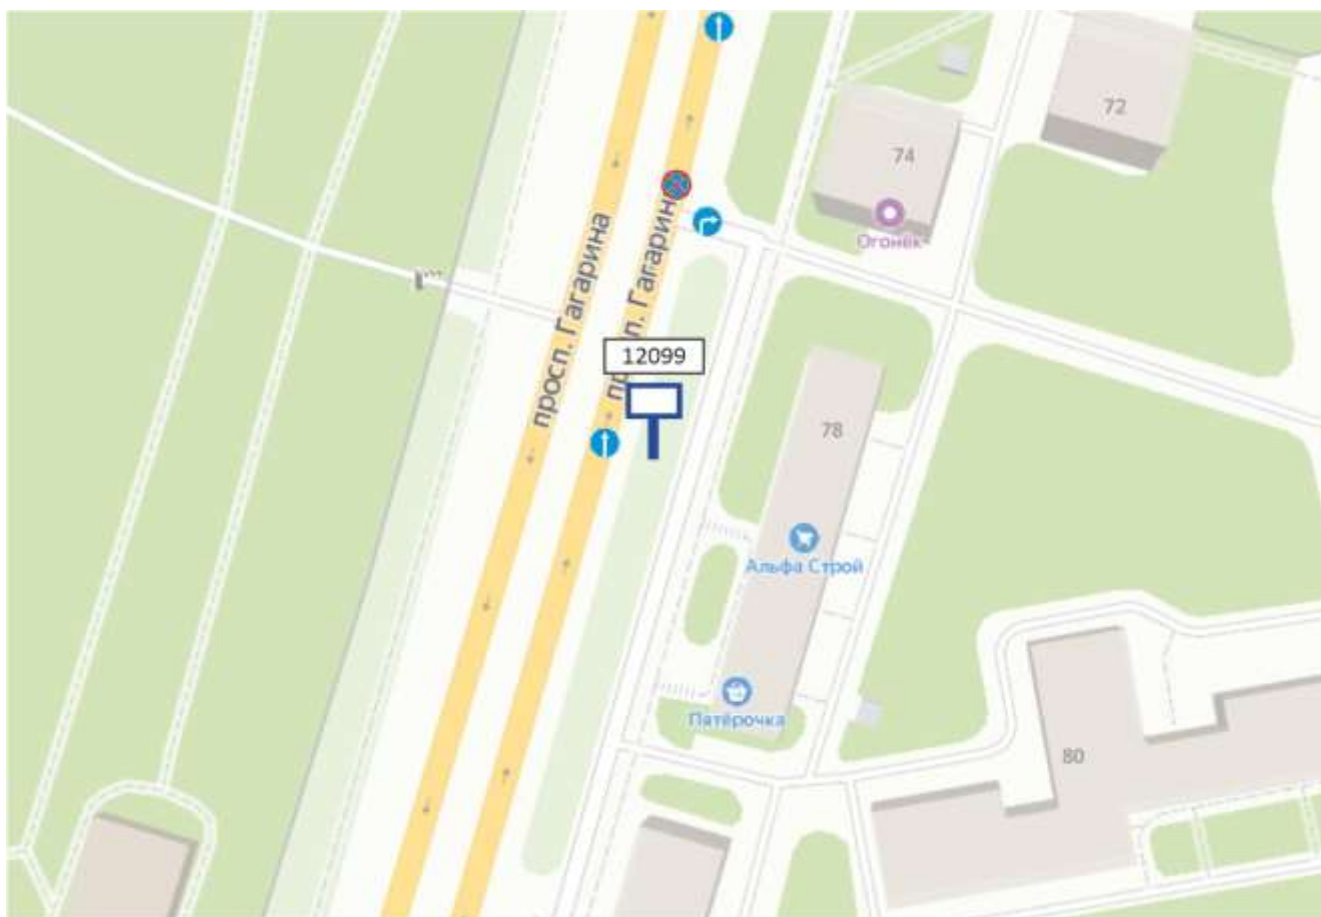 72
74
Огонёк
просп. Гагарина
просп. Гагарина
12099
78
Альфа Строй
Пятёрочка
80